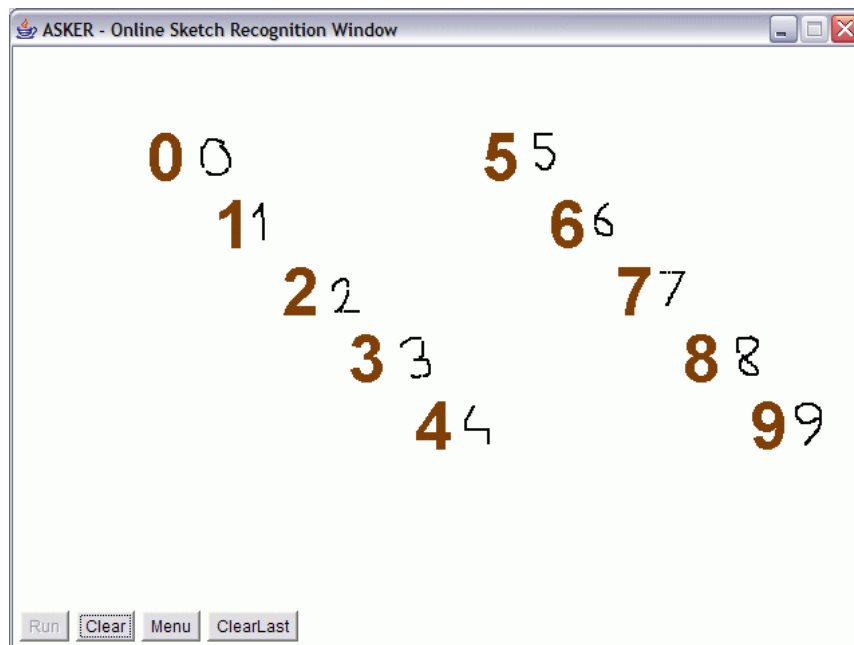 ASKER - Online Sketch Recognition Window
0 0 5 5
1 1 6 6
2 2 7 7
3 3 8 8
4 4 9 9
Run Clear Menu ClearLast